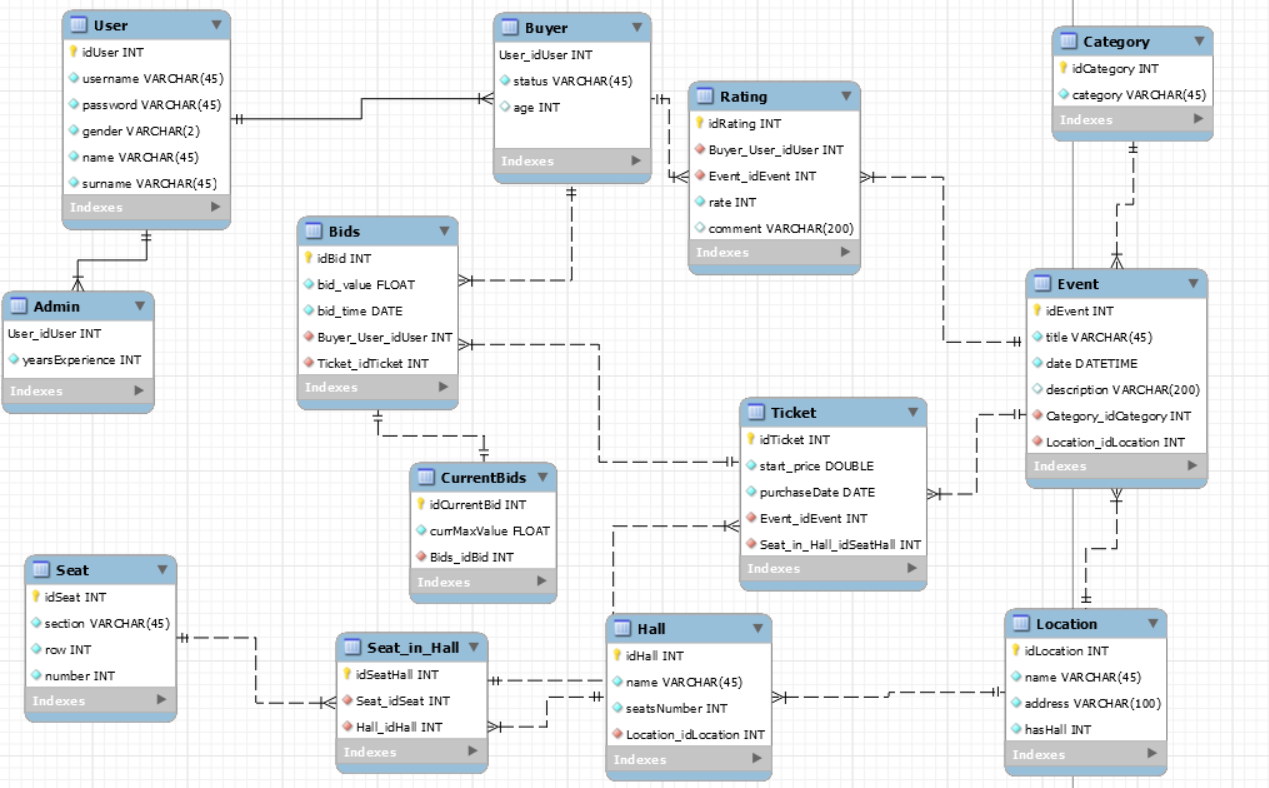 User
idUser INT
username VARCHAR(45)
password VARCHAR(45)
gender VARCHAR(2)
name VARCHAR(45)
surname VARCHAR(45)
Indexes
Buyer
User_idUser INT
status VARCHAR(45)
age INT
Indexes
Rating
idRating INT
Buyer_User_idUser INT
Event_idEvent INT
rate INT
comment VARCHAR(200)
Indexes
Category
idCategory INT
category VARCHAR(45)
Indexes
Admin
User_idUser INT
yearsExperience INT
Indexes
Bids
idBid INT
bid_value FLOAT
bid_time DATE
Buyer_User_idUser INT
Ticket_idTicket INT
Indexes
Event
idEvent INT
title VARCHAR(45)
date DATETIME
description VARCHAR(200)
Category_idCategory INT
Location_idLocation INT
Indexes
CurrentBids
idCurrentBid INT
currMaxValue FLOAT
Bids_idBid INT
Indexes
Ticket
idTicket INT
start_price DOUBLE
purchaseDate DATE
Event_idEvent INT
Seat_in_Hall_idSeatHall INT
Indexes
Seat
idSeat INT
section VARCHAR(45)
row INT
number INT
Indexes
Seat_in_Hall
idSeatHall INT
Seat_idSeat INT
Hall_idHall INT
Indexes
Hall
idHall INT
name VARCHAR(45)
seatsNumber INT
Location_idLocation INT
Indexes
Location
idLocation INT
name VARCHAR(45)
address VARCHAR(100)
hasHall INT
Indexes